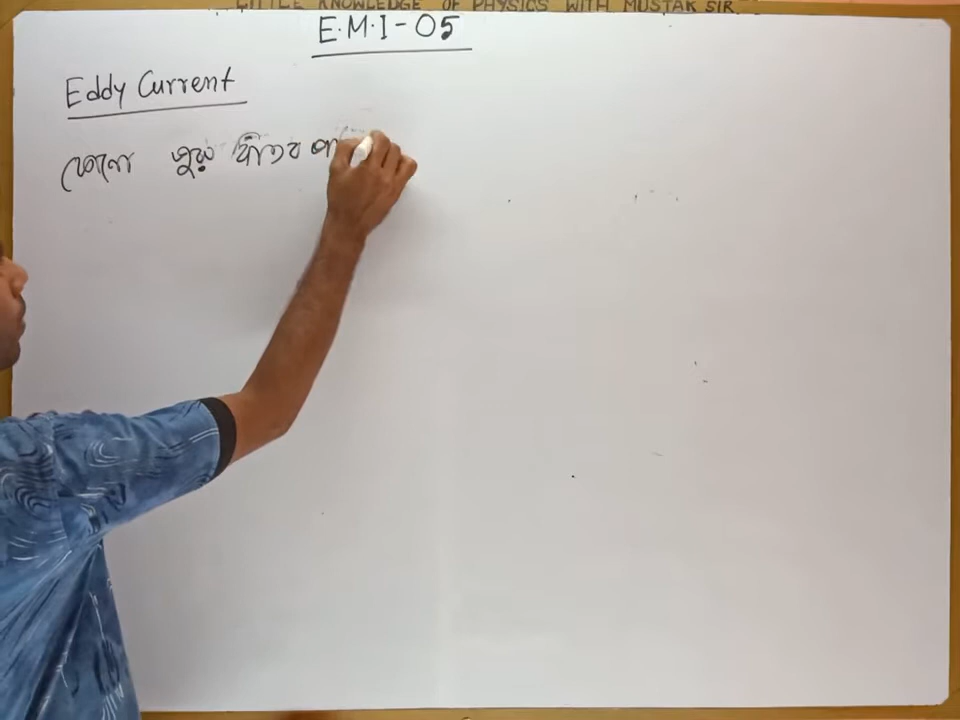 LITTLE KNOWLEDGE OF PHYSICS WITH MUSTAK SIR
E.M.I-05
Eddy Current
কোনো পুরু ধাতব